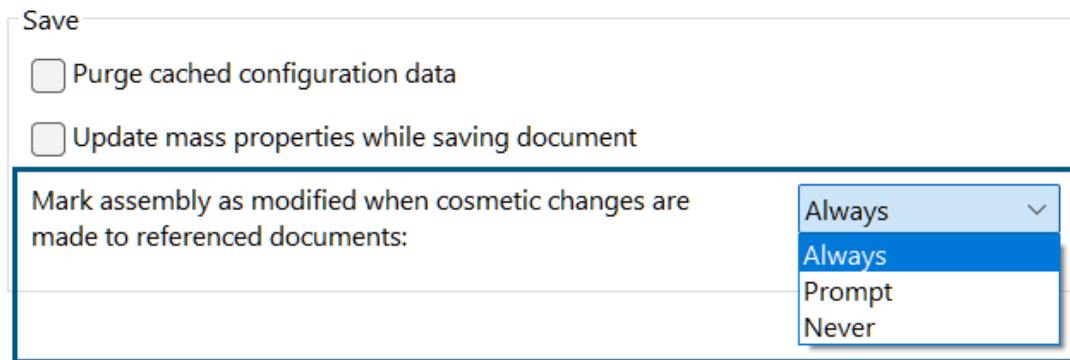 Save
Purge cached configuration data
Update mass properties while saving document
Mark assembly as modified when cosmetic changes are
made to referenced documents:
Always
Always
Prompt
Never